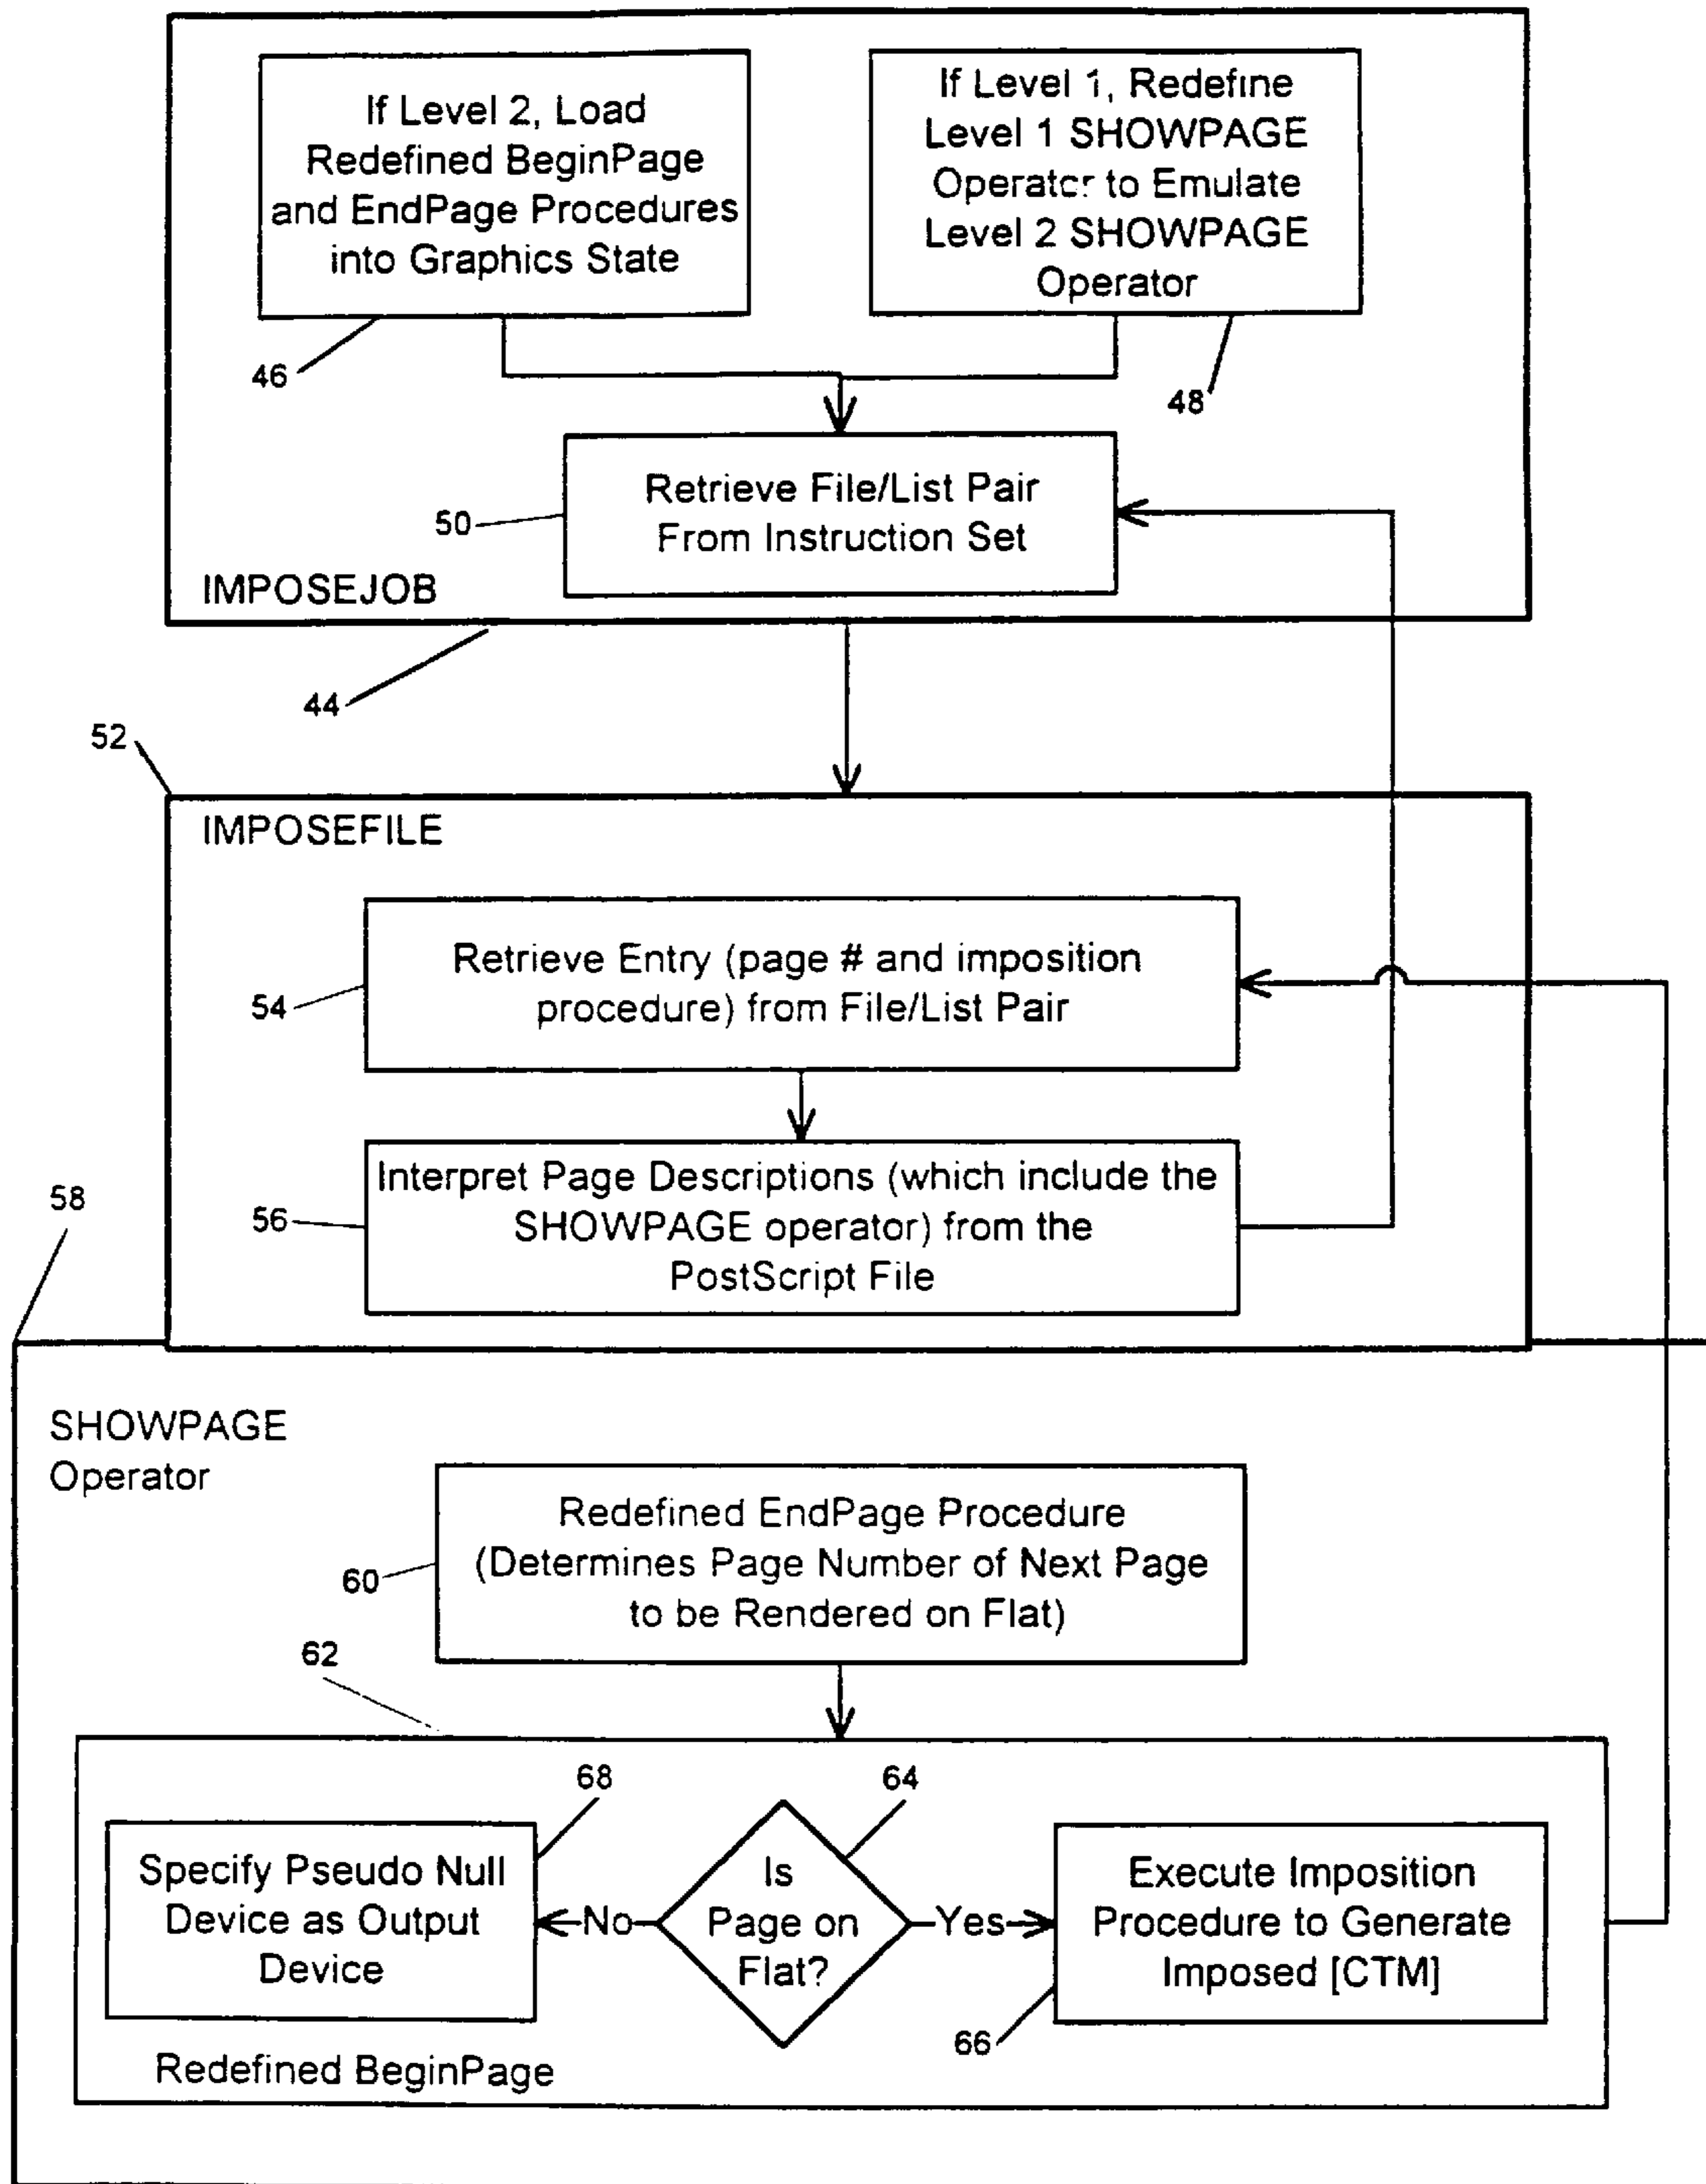 If Level 2, Load
Redefined BeginPage
and EndPage Procedures
into Graphics State
If Level 1, Redefine
Level 1 SHOWPAGE
Operator to Emulate
Level 2 SHOWPAGE
Operator
46
48
50
Retrieve File/List Pair
From Instruction Set
IMPOSEJOB
44
52
IMPOSEFILE
54
Retrieve Entry (page # and imposition
procedure) from File/List Pair
58
56
Interpret Page Descriptions (which include the
SHOWPAGE operator) from the
PostScript File
SHOWPAGE
Operator
60
Redefined EndPage Procedure
(Determines Page Number of Next Page
to be Rendered on Flat)
62
68
64
Specify Pseudo Null
Device as Output
Device
No
Is
Page on
Flat?
Yes
Execute Imposition
Procedure to Generate
Imposed [CTM]
66
Redefined BeginPage